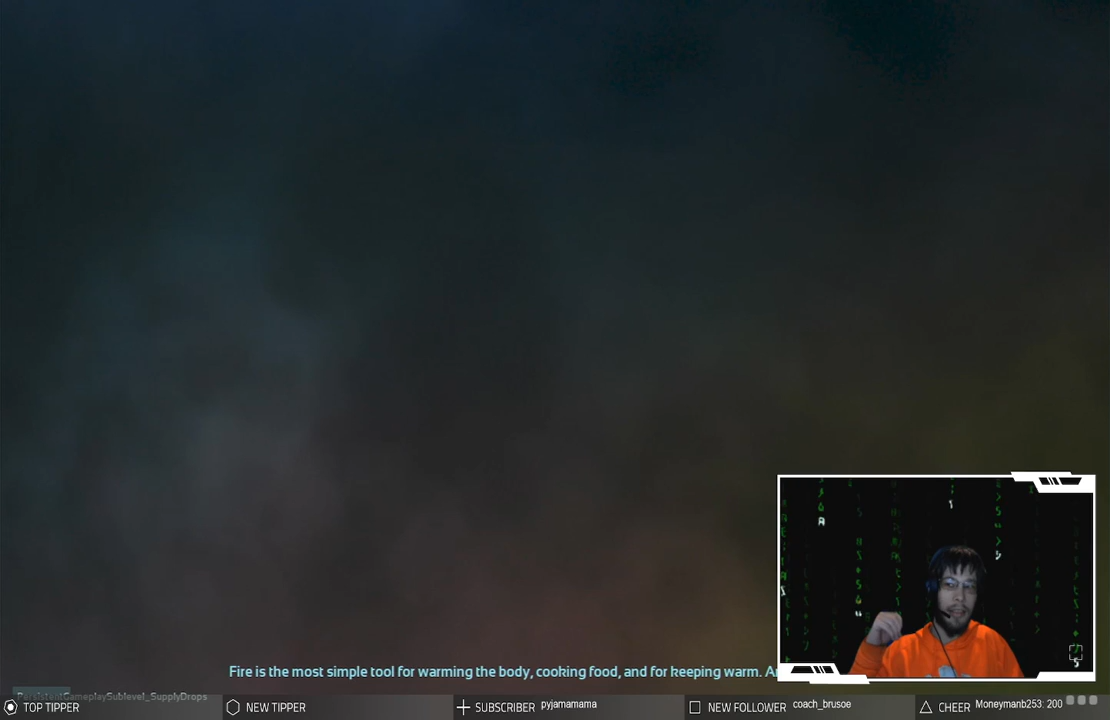 Fire is the most simple tool for warming the body, cooking food, and for keeping warm.
PersistentGameplaySublevel_SupplyDrops
TOP TIPPER
NEW TIPPER
SUBSCRIBER pyjamamama
NEW FOLLOWER coach_brusoe
CHEER Moneymanb253: 200